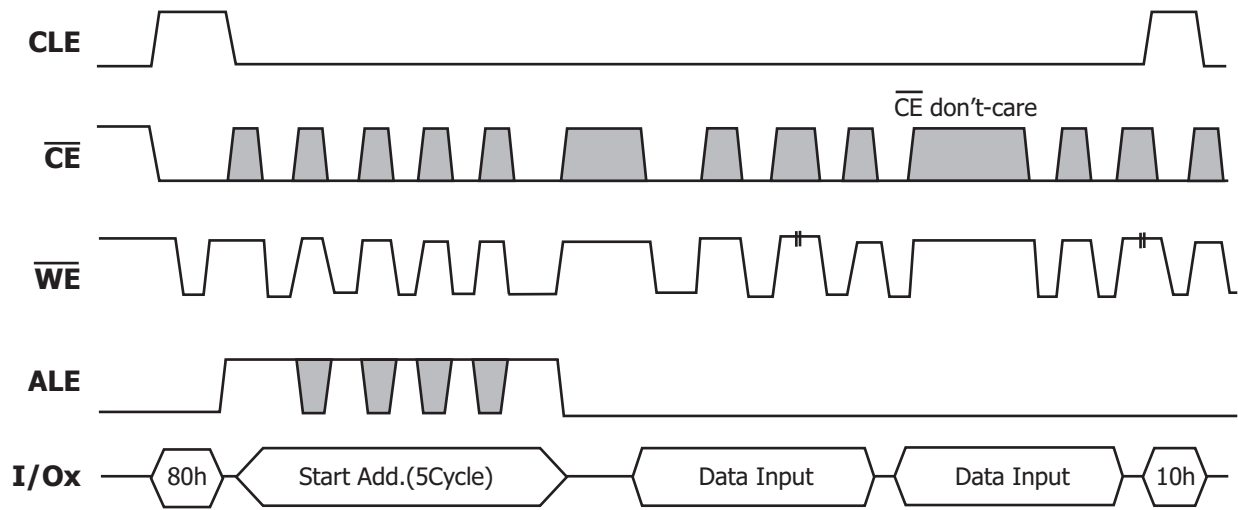 CLE
CE don't-care
CE
WE
ALE
I/Ox 80h Start Add.(5Cycle) Data Input Data Input 10h